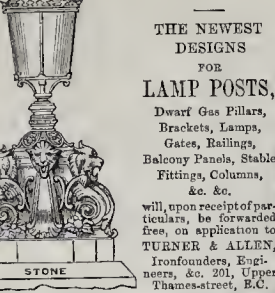 THE NEWEST
DESIGNS
FOR
LAMP POSTS,
Dwarf Gas Pillars,
Brackets, Lamps,
Gates, Railings,
Balcony Panels, Stable
Fittings, Columns,
&c. &c.
will, upon receipt of par-
ticulars, be forwarded
free, on application to
TURNER & ALLEN,
Ironfounders, Engi-
neers, &c. 201, Upper
Thames-street, E.C.
STONE